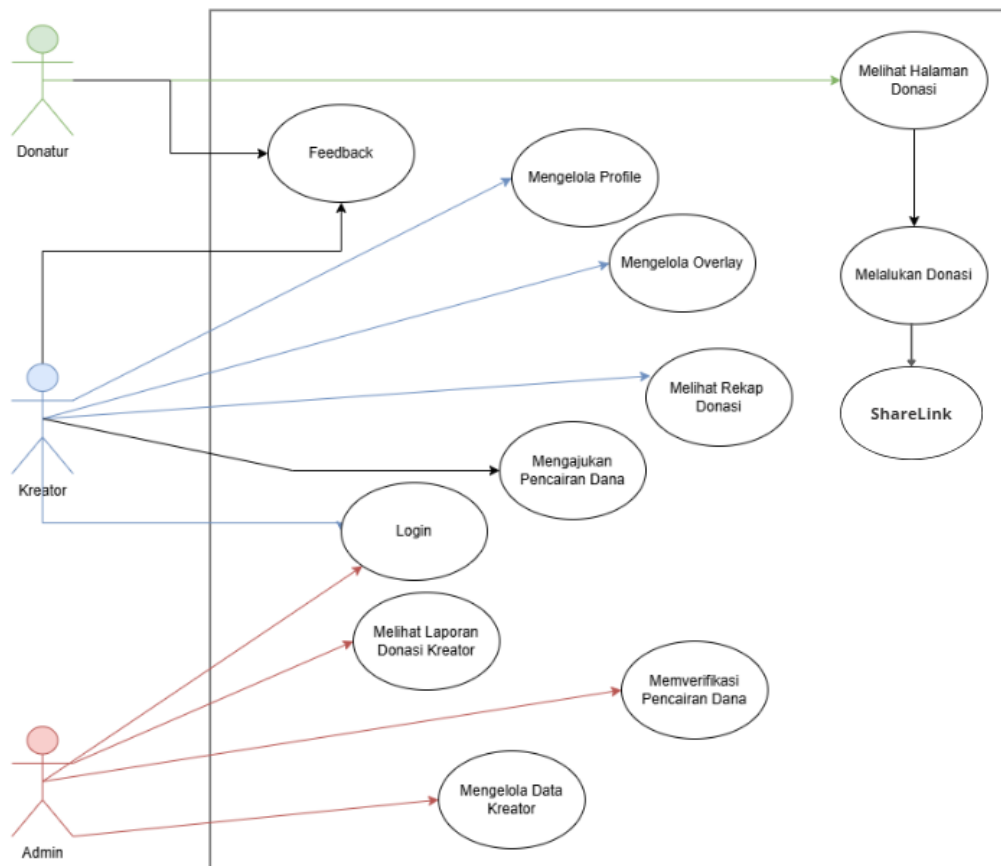 Melihat Halaman
Donasi
Donatur
Feedback
Mengelola Profile
Mengelola Overlay
Melalukan Donasi
Melihat Rekap
Donasi
ShareLink
Mengajukan
Pencairan Dana
Kreator
Login
Melihat Laporan
Donasi Kreator
Memverifikasi
Pencairan Dana
Mengelola Data
Kreator
Admin